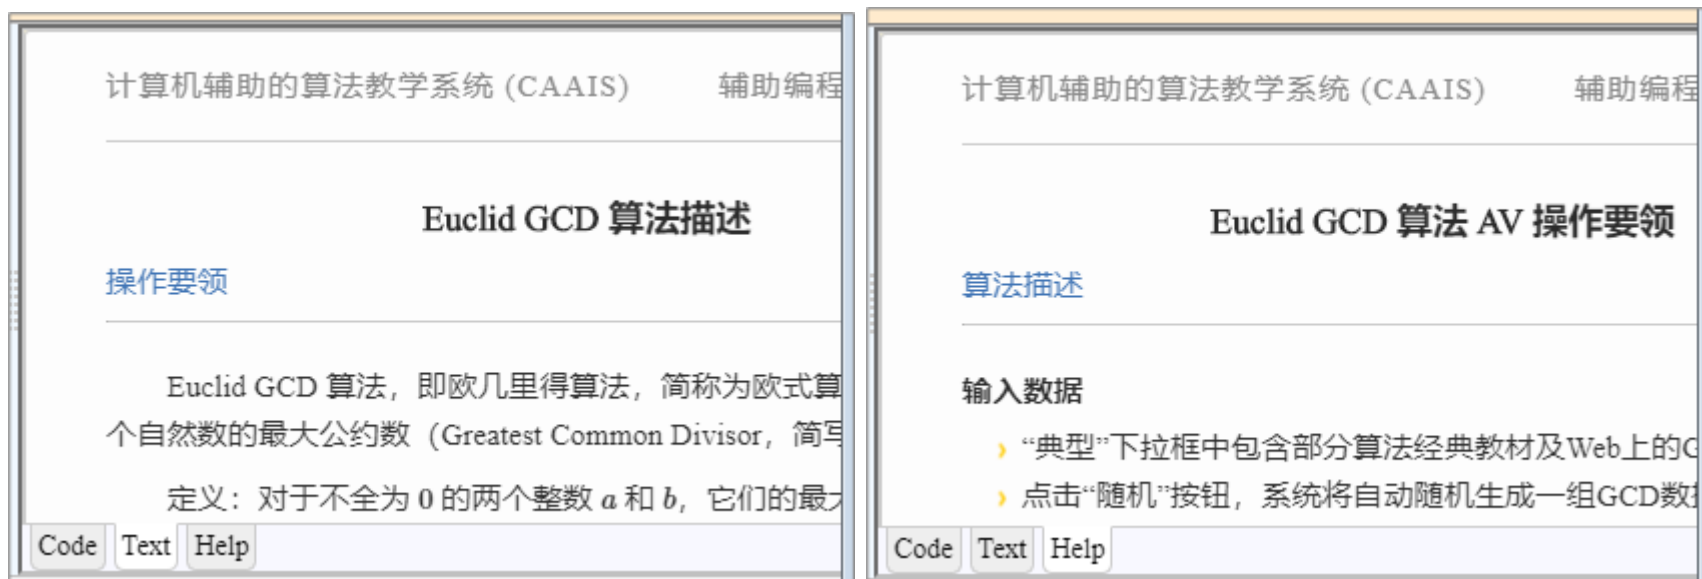 计算机辅助的算法教学系统 (CAAIS) 辅助编程
Euclid GCD 算法描述
操作要领
Euclid GCD 算法，即欧几里得算法，简称为欧式算
个自然数的最大公约数（Greatest Common Divisor，简写
定义：对于不全为 0 的两个整数 a 和 b，它们的最大
Code Text Help
计算机辅助的算法教学系统 (CAAIS) 辅助编程
Euclid GCD 算法 AV 操作要领
算法描述
输入数据
“典型”下拉框中包含部分算法经典教材及Web上的G
点击“随机”按钮，系统将自动随机生成一组GCD数据
Code Text Help